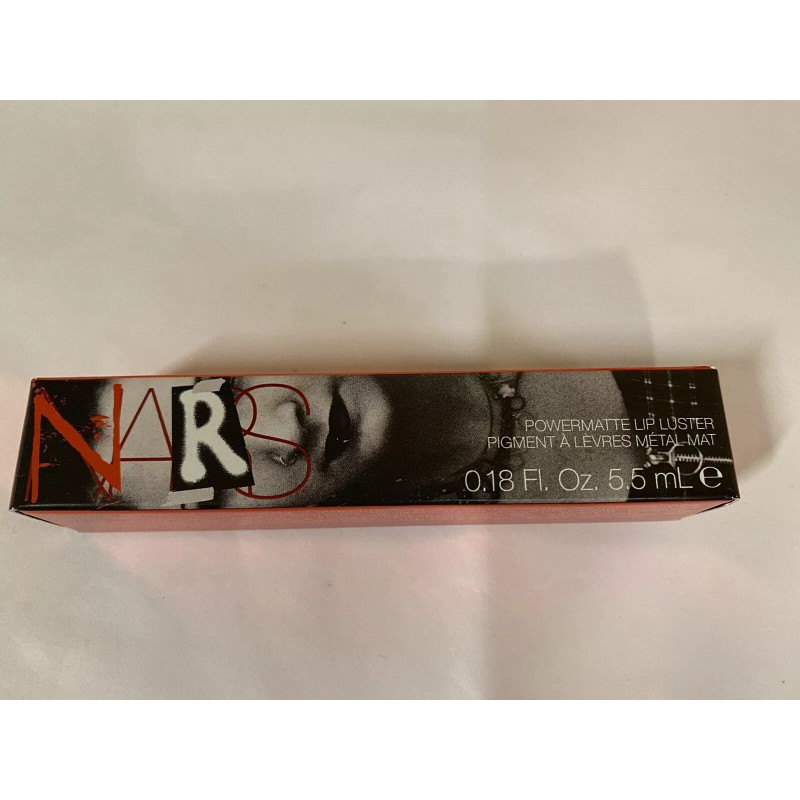 NARS
POWERMATTE LIP LUSTER
PIGMENT À LÈVRES MÉTAL-MAT
0.18 Fl. Oz. 5.5 mL ℮